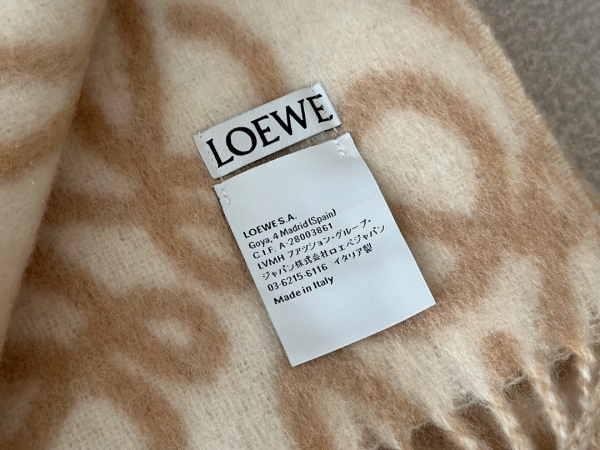 LOEWE
LOEWE S.A.
Goya, 4 Madrid(Spain)
C.I.F. A-28003861
LVMH ファッション・グループ・
ジャパン株式会社ロエベジャパン
03-6215-6116 イタリア製
Made in Italy